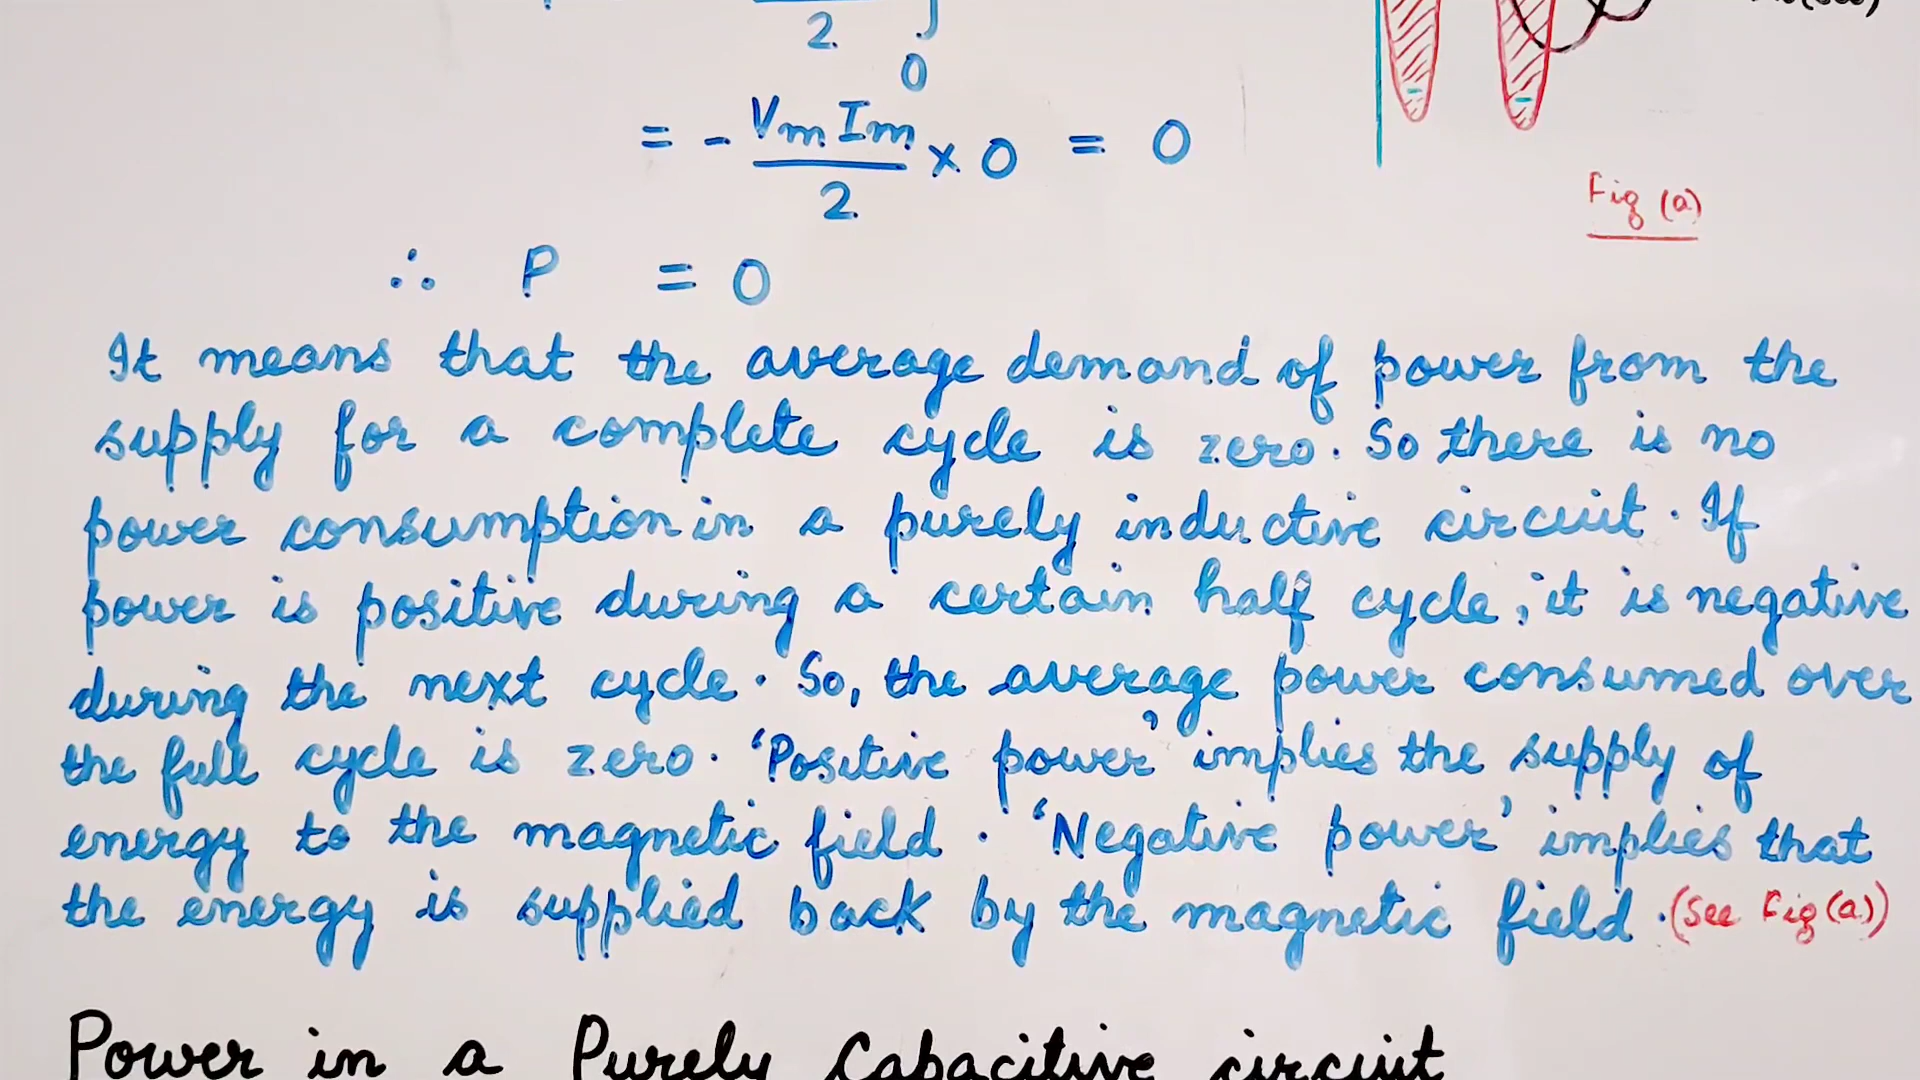 2
0
= - Vm Im / 2 × 0 = 0
Fig (a)
∴ P = 0
It means that the average demand of power from the
supply for a complete cycle is zero. So there is no
power consumption in a purely inductive circuit. If
power is positive during a certain half cycle, it is negative
during the next cycle. So, the average power consumed over
the full cycle is zero. 'Positive power' implies the supply of
energy to the magnetic field. 'Negative power' implies that
the energy is supplied back by the magnetic field. (See Fig (a))
Power in a Purely Capacitive circuit